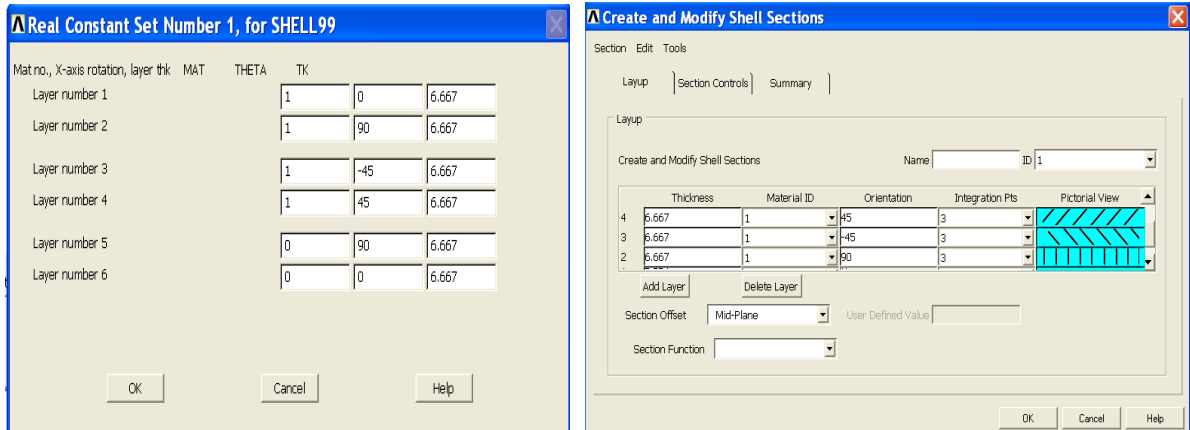 Real Constant Set Number 1, for SHELL99
Mat no., X-axis rotation, layer thk MAT THETA TK
Layer number 1 1 0 6.667
Layer number 2 1 90 6.667
Layer number 3 1 -45 6.667
Layer number 4 1 45 6.667
Layer number 5 0 90 6.667
Layer number 6 0 0 6.667
OK Cancel Help
Create and Modify Shell Sections
Section Edit Tools
Layup Section Controls Summary
Layup
Create and Modify Shell Sections Name ID 1
Thickness Material ID Orientation Integration Pts Pictorial View
4 6.667 1 45 3
3 6.667 1 -45 3
2 6.667 1 90 3
Add Layer Delete Layer
Section Offset Mid-Plane User Defined Value
Section Function
OK Cancel Help